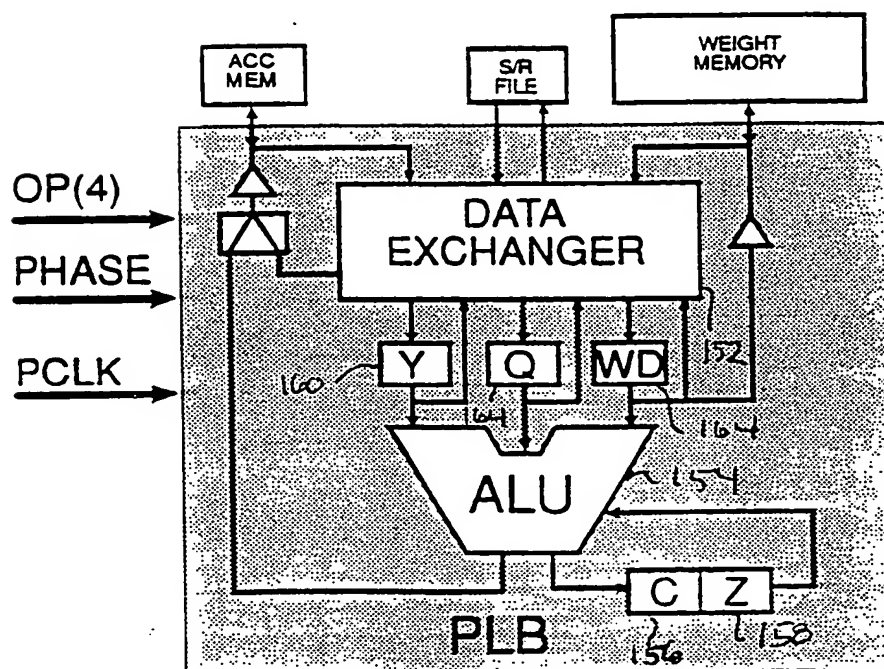 ACC
MEM
S/R
FILE
WEIGHT
MEMORY
OP(4)
DATA
EXCHANGER
PHASE
152
PCLK
160
Y
164
Q
WD
164
ALU
154
C
Z
PLB
156
158